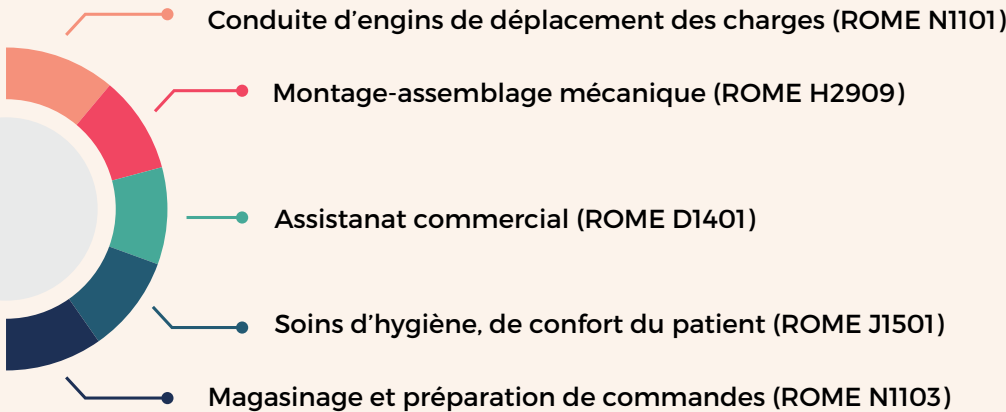 Conduite d’engins de déplacement des charges (ROME N1101)
Montage-assemblage mécanique (ROME H2909)
Assistanat commercial (ROME D1401)
Soins d’hygiène, de confort du patient (ROME J1501)
Magasinage et préparation de commandes (ROME N1103)